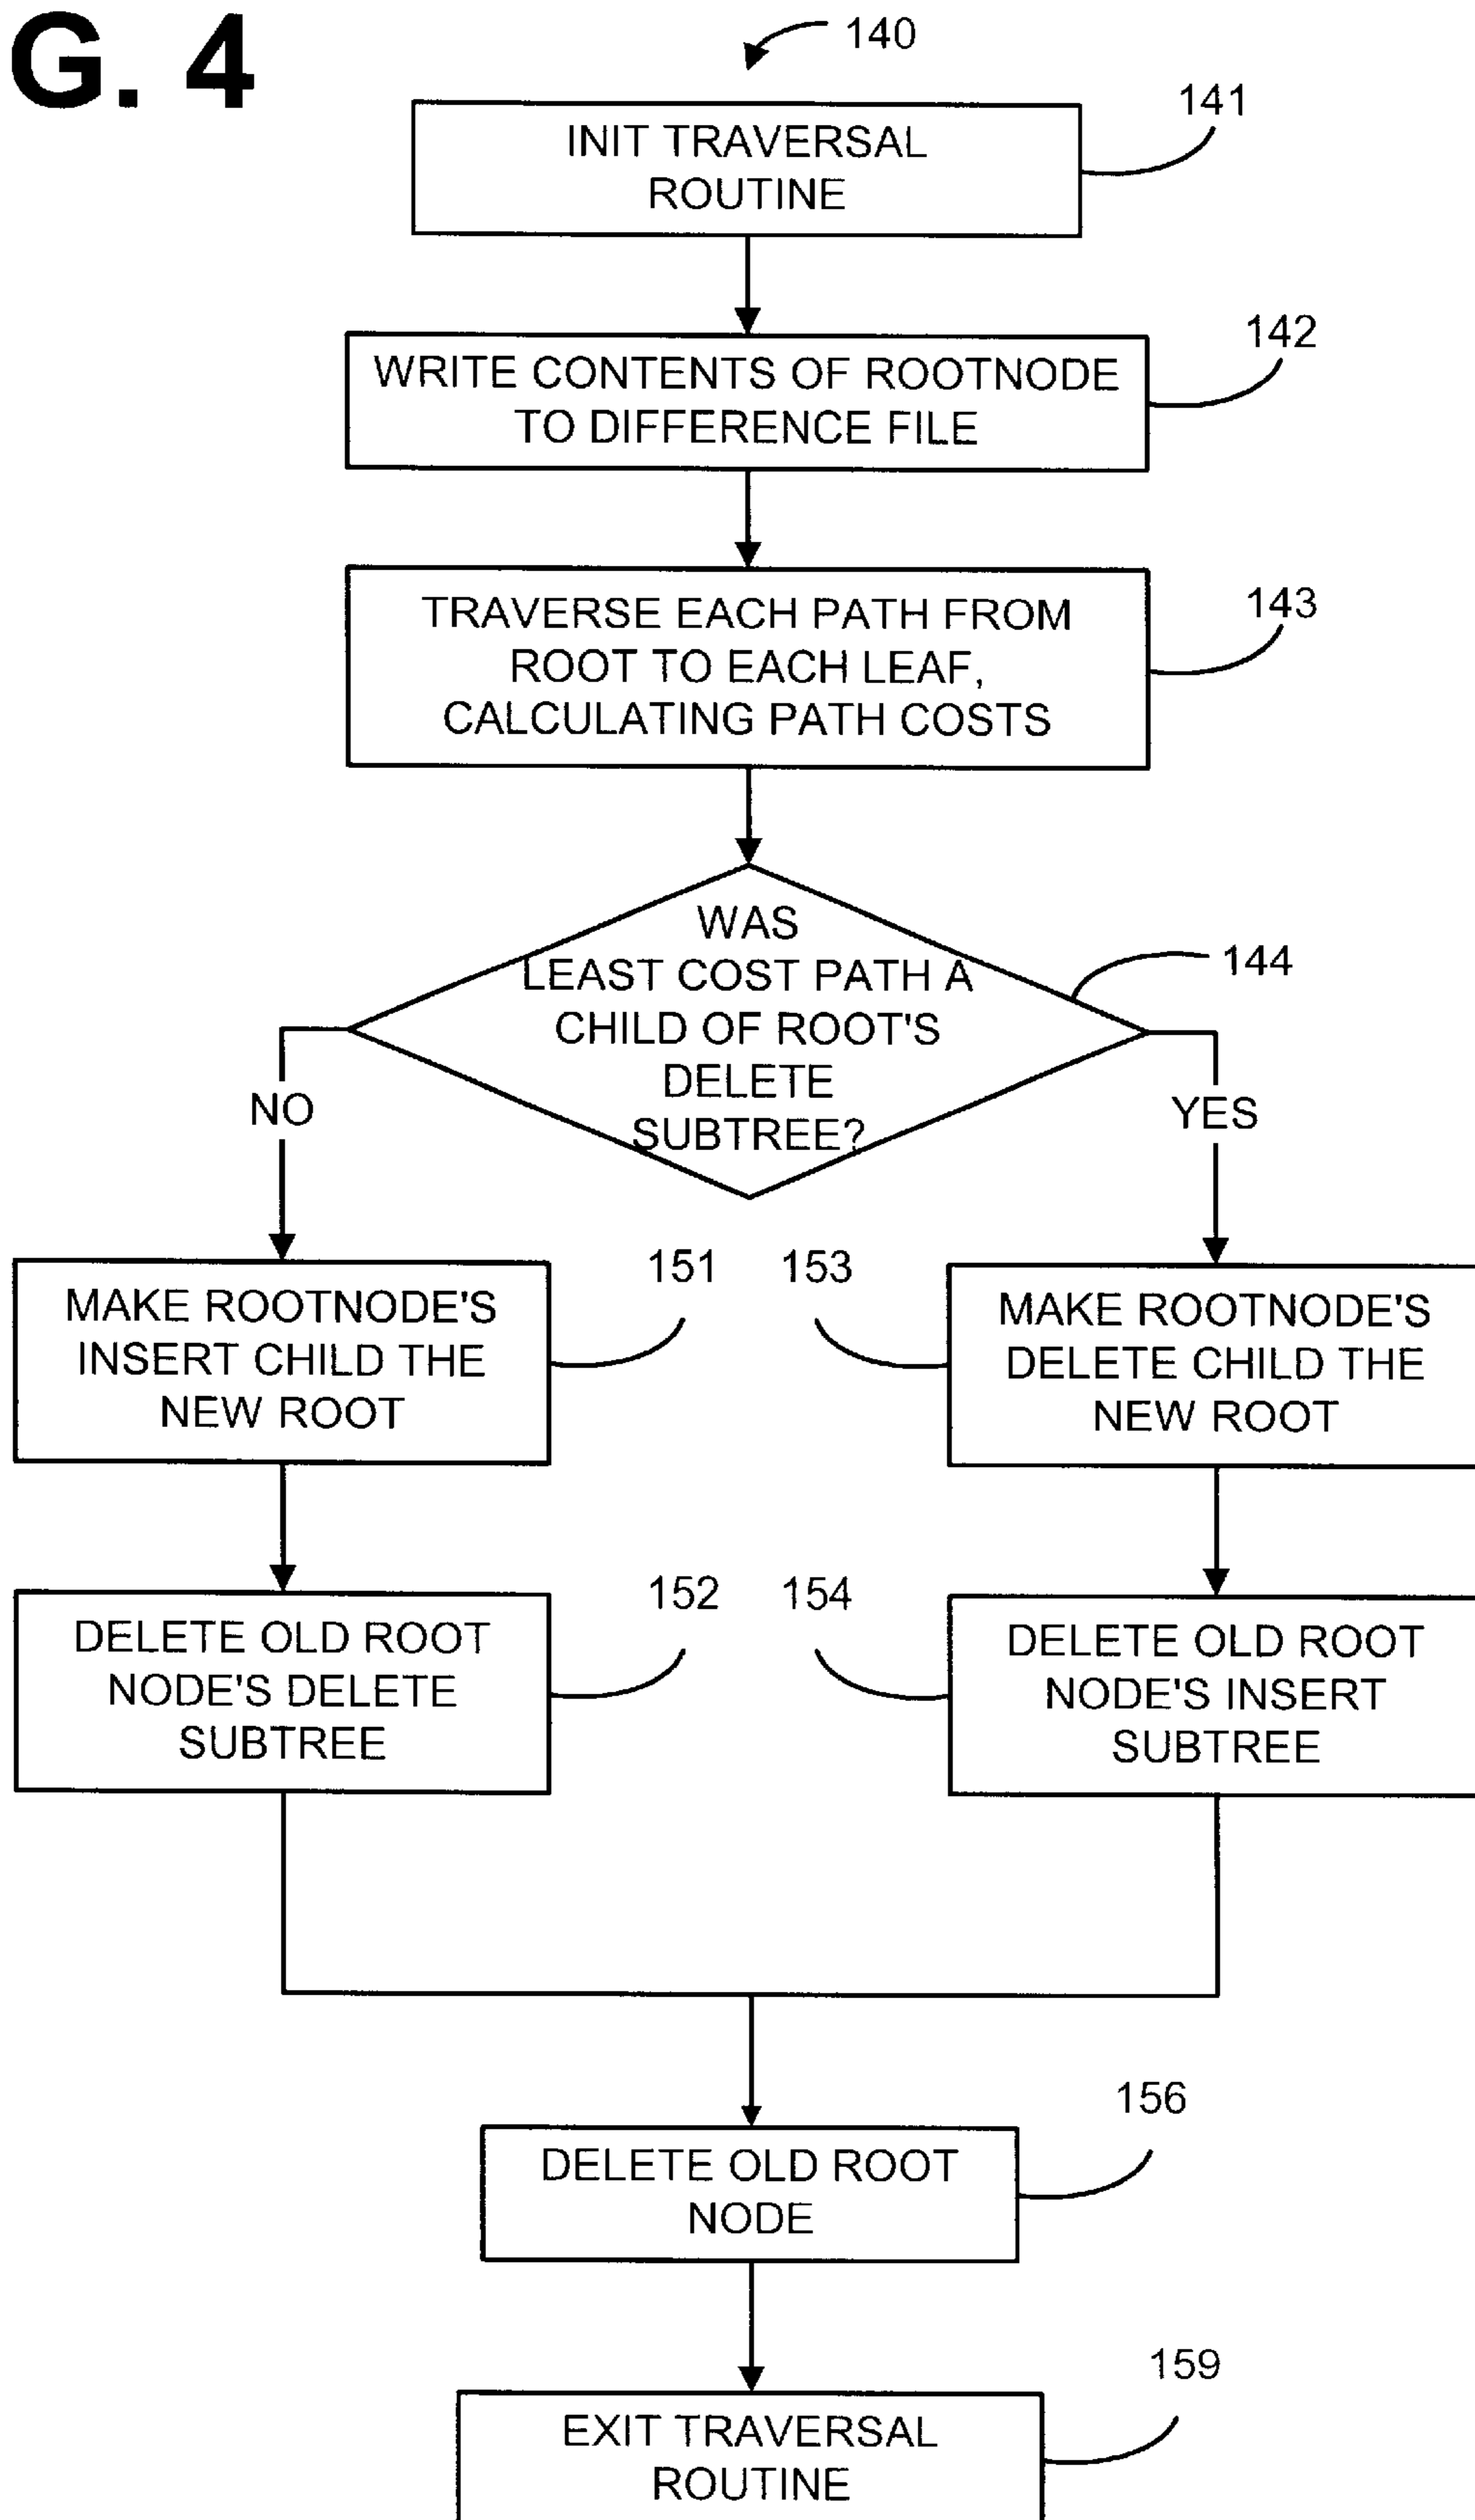 G. 4
140
141
INIT TRAVERSAL
ROUTINE
142
WRITE CONTENTS OF ROOTNODE
TO DIFFERENCE FILE
143
TRAVERSE EACH PATH FROM
ROOT TO EACH LEAF,
CALCULATING PATH COSTS
WAS
LEAST COST PATH A
CHILD OF ROOT'S
DELETE
SUBTREE?
144
NO
YES
151
153
MAKE ROOTNODE'S
INSERT CHILD THE
NEW ROOT
MAKE ROOTNODE'S
DELETE CHILD THE
NEW ROOT
152
154
DELETE OLD ROOT
NODE'S DELETE
SUBTREE
DELETE OLD ROOT
NODE'S INSERT
SUBTREE
156
DELETE OLD ROOT
NODE
159
EXIT TRAVERSAL
ROUTINE